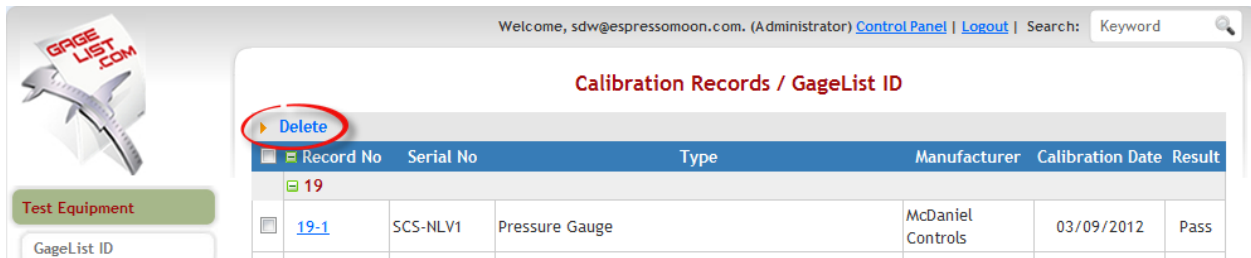 Welcome, sdw@espressomoon.com. (Administrator) Control Panel | Logout | Search: Keyword
GAGE
LIST
.COM
Calibration Records / GageList ID
Delete
Record No Serial No Type Manufacturer Calibration Date Result
19
Test Equipment
19-1 SCS-NLV1 Pressure Gauge McDaniel Controls 03/09/2012 Pass
GageList ID